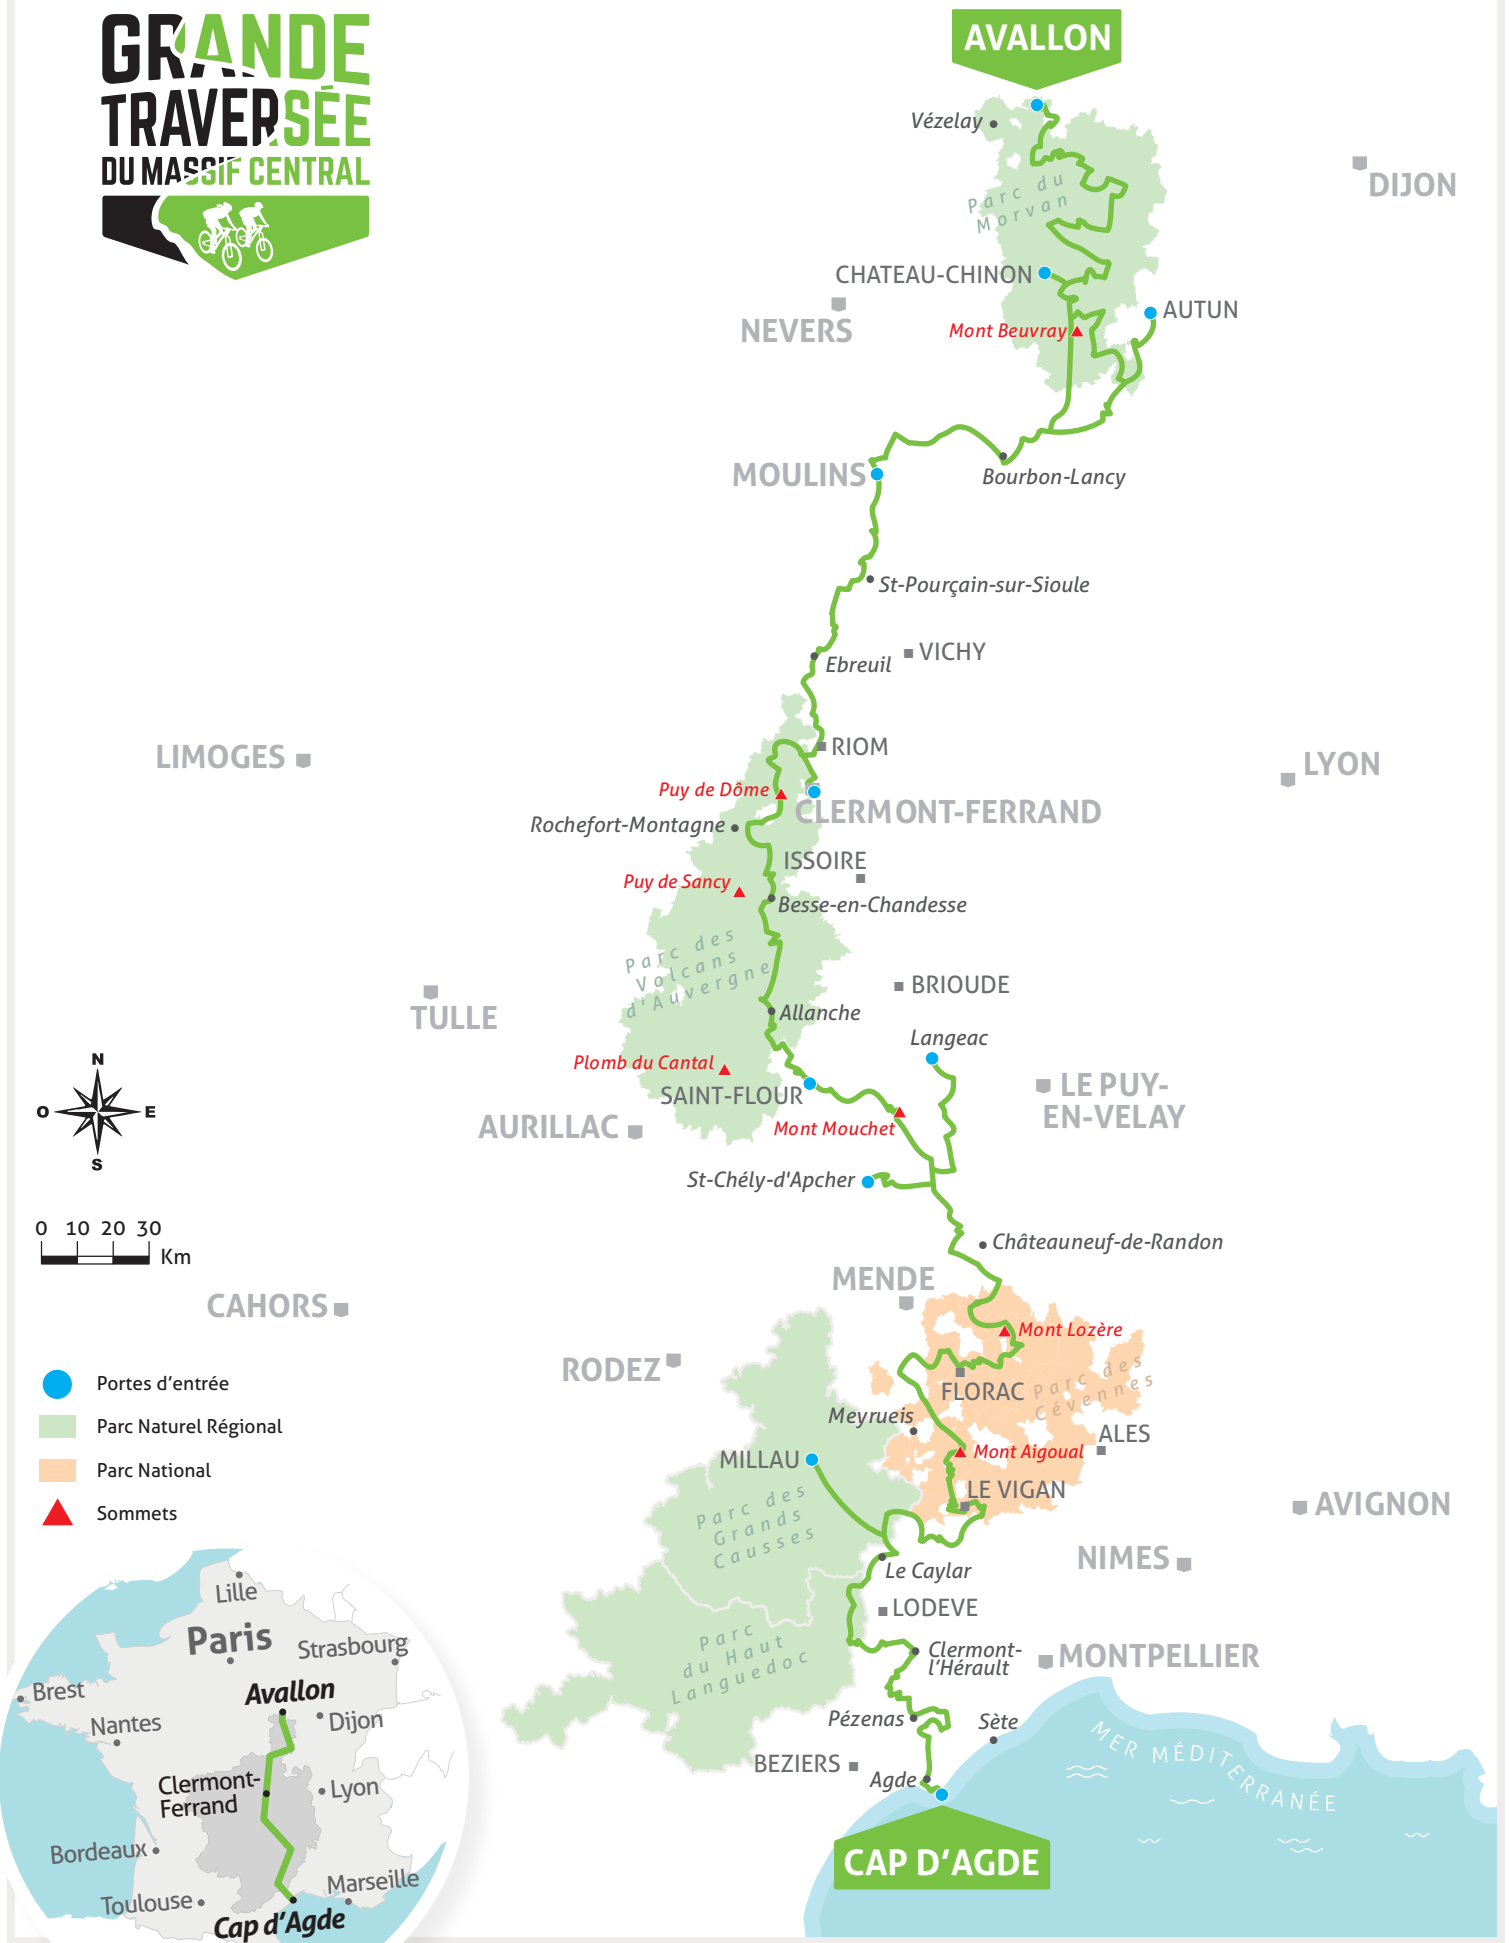 GRANDE
TRAVERSÉE
DU MASSIF CENTRAL
AVALLON
Vézelay
DIJON
Parc du
Morvan
CHATEAU-CHINON
NEVERS
AUTUN
Mont Beuvray
MOULINS
Bourbon-Lancy
St-Pourçain-sur-Sioule
Ebreuil
VICHY
RIOM
LIMOGES
LYON
Puy de Dôme
CLERMONT-FERRAND
Rochefort-Montagne
ISSOIRE
Puy de Sancy
Besse-en-Chandesse
Parc des
Volcans
d'Auvergne
BRIOUDE
TULLE
Allanche
Langeac
Plomb du Cantal
SAINT-FLOUR
LE PUY-
EN-VELAY
AURILLAC
Mont Mouchet
St-Chély-d'Apcher
N
O
E
S
0 10 20 30
Km
Châteauneuf-de-Randon
MENDE
CAHORS
Mont Lozère
RODEZ
FLORAC
Parc des
Cévennes
Meyrueis
ALES
MILLAU
Mont Aigoual
LE VIGAN
Parc des
Grands
Causses
AVIGNON
NIMES
Le Caylar
LODEVE
Parc
du Haut
Languedoc
Clermont-
l'Hérault
MONTPELLIER
Pézenas
Sète
BEZIERS
Agde
MER MÉDITERRANÉE
CAP D'AGDE
Portes d'entrée
Parc Naturel Régional
Parc National
Sommets
Lille
Paris
Strasbourg
Brest
Avallon
Nantes
Dijon
Clermont-
Ferrand
Lyon
Bordeaux
Marseille
Toulouse
Cap d'Agde